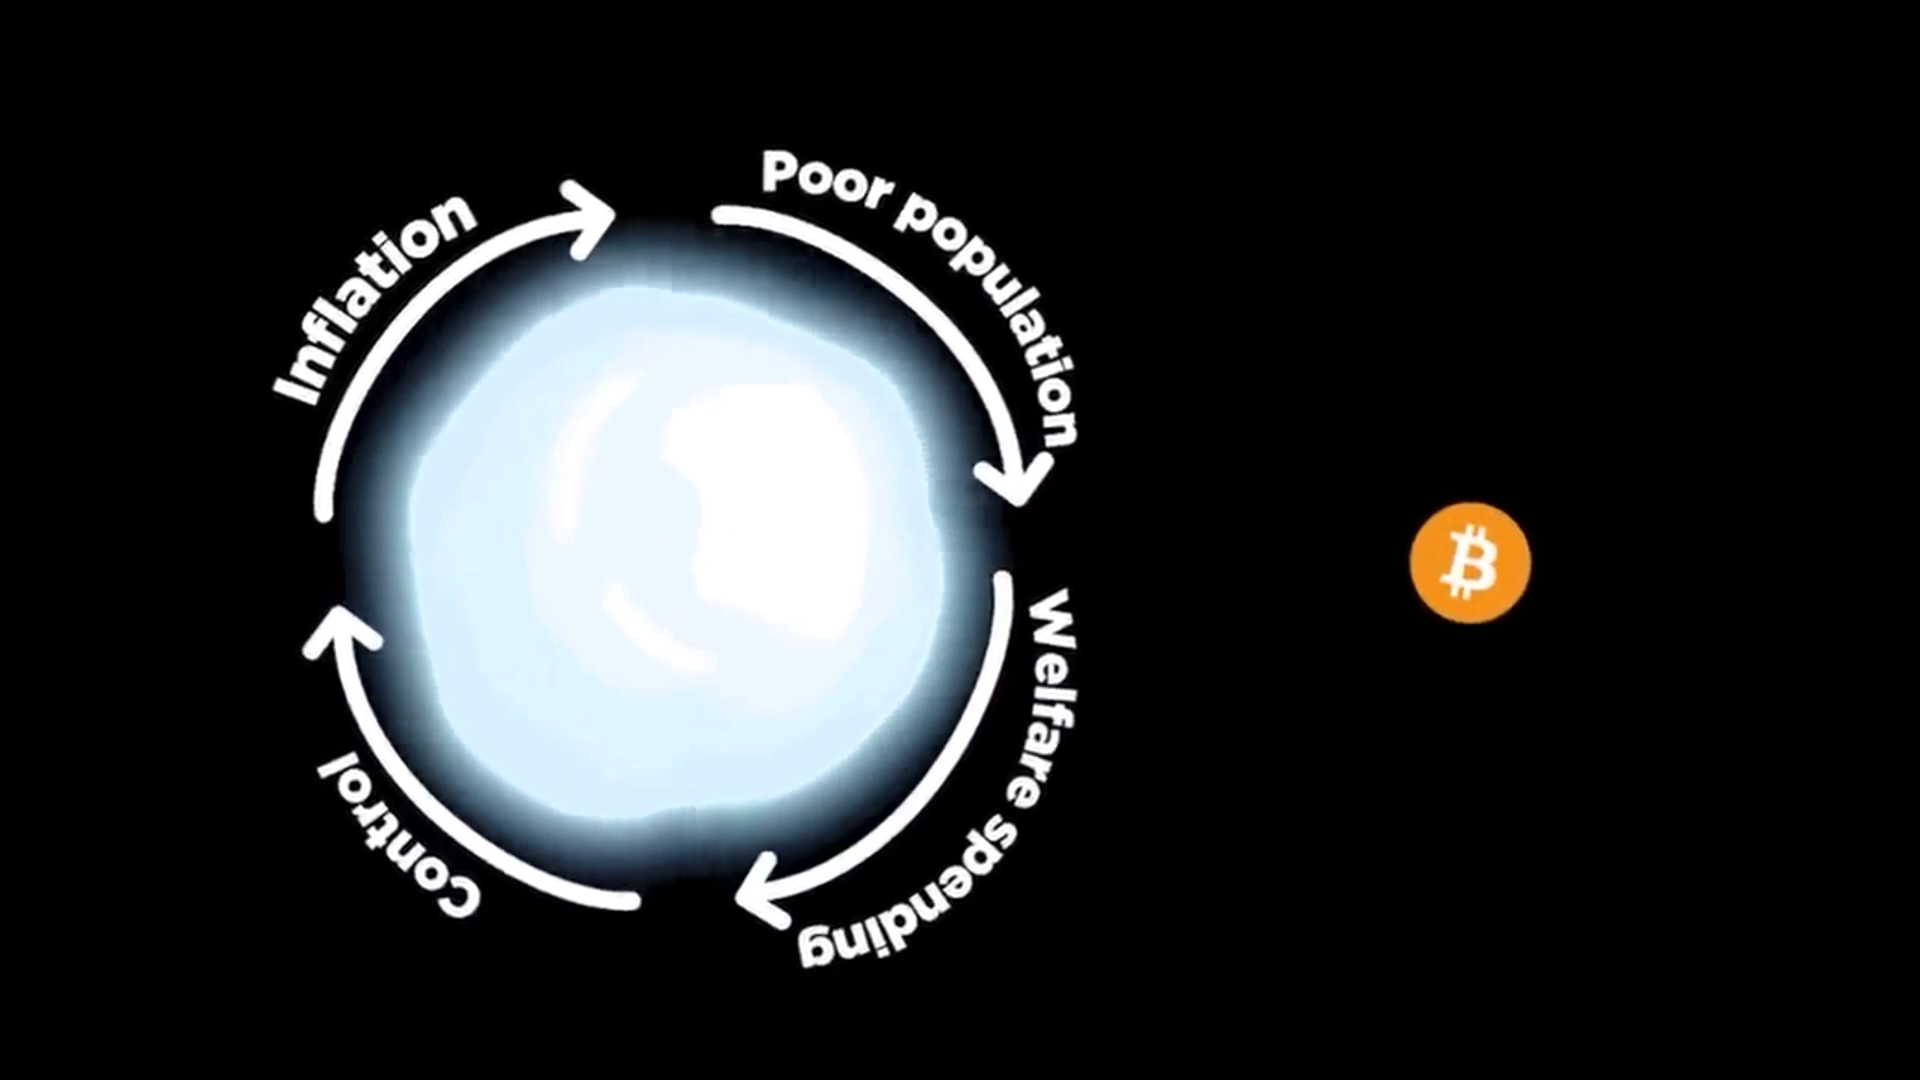 Inflation
Poor population
Welfare spending
Control
₿